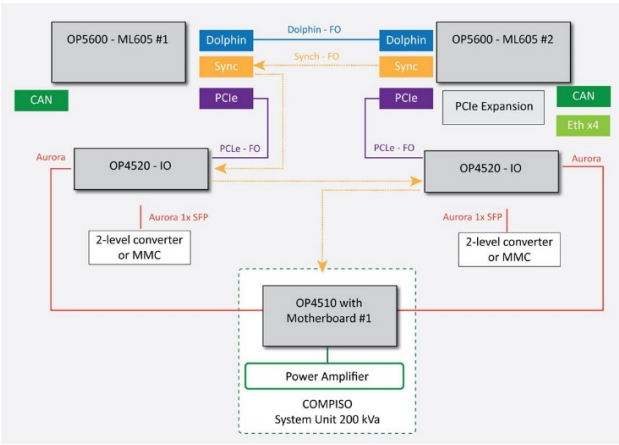 Dolphin - FO
OP5600 - ML605 #1
Dolphin
Dolphin
OP5600 - ML605 #2
Synch - FO
Sync
Sync
CAN
PCIe
PCIe
PCIe Expansion
CAN
Eth x4
Aurora
PCLe - FO
PCLe - FO
Aurora
OP4520 - IO
OP4520 - IO
Aurora 1x SFP
Aurora 1x SFP
2-level converter
or MMC
2-level converter
or MMC
OP4510 with
Motherboard #1
Power Amplifier
COMPISO
System Unit 200 kVa